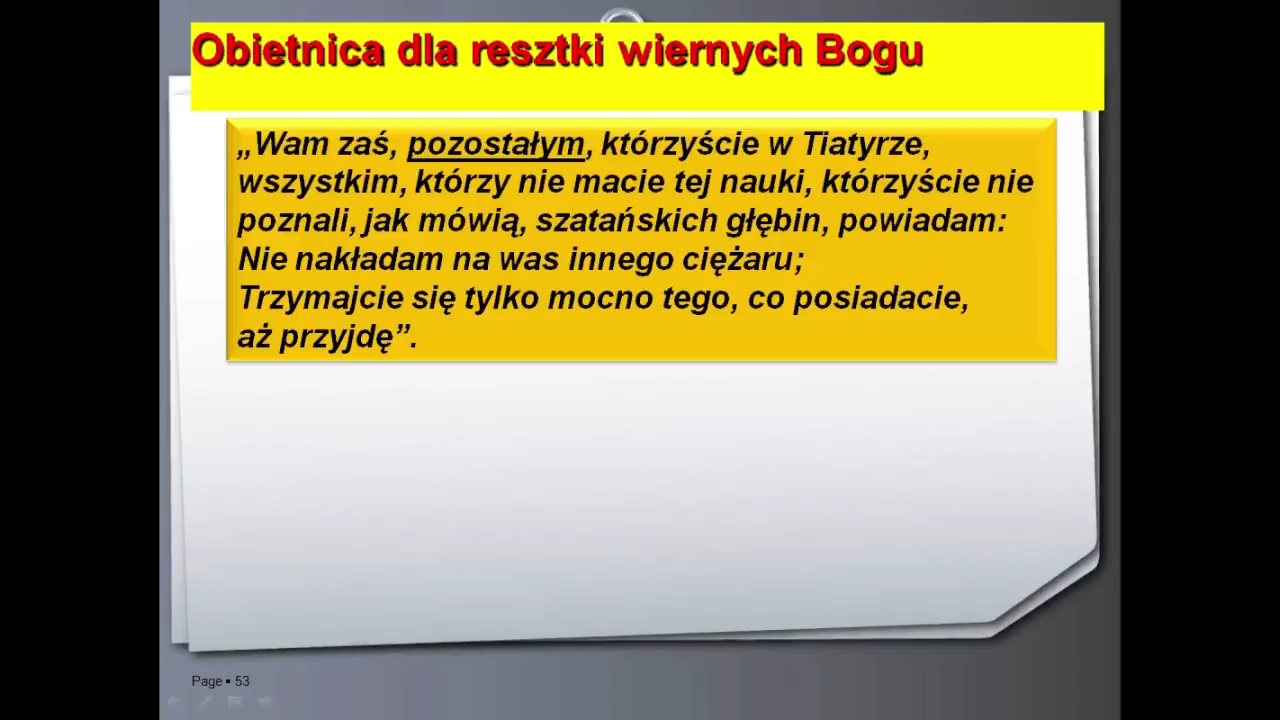 Obietnica dla resztki wiernych Bogu
„Wam zaś, pozostałym, którzyście w Tiatyrze,
wszystkim, którzy nie macie tej nauki, którzyście nie
poznali, jak mówią, szatańskich głębin, powiadam:
Nie nakładam na was innego ciężaru;
Trzymajcie się tylko mocno tego, co posiadacie,
aż przyjdę”.
Page ▪ 53